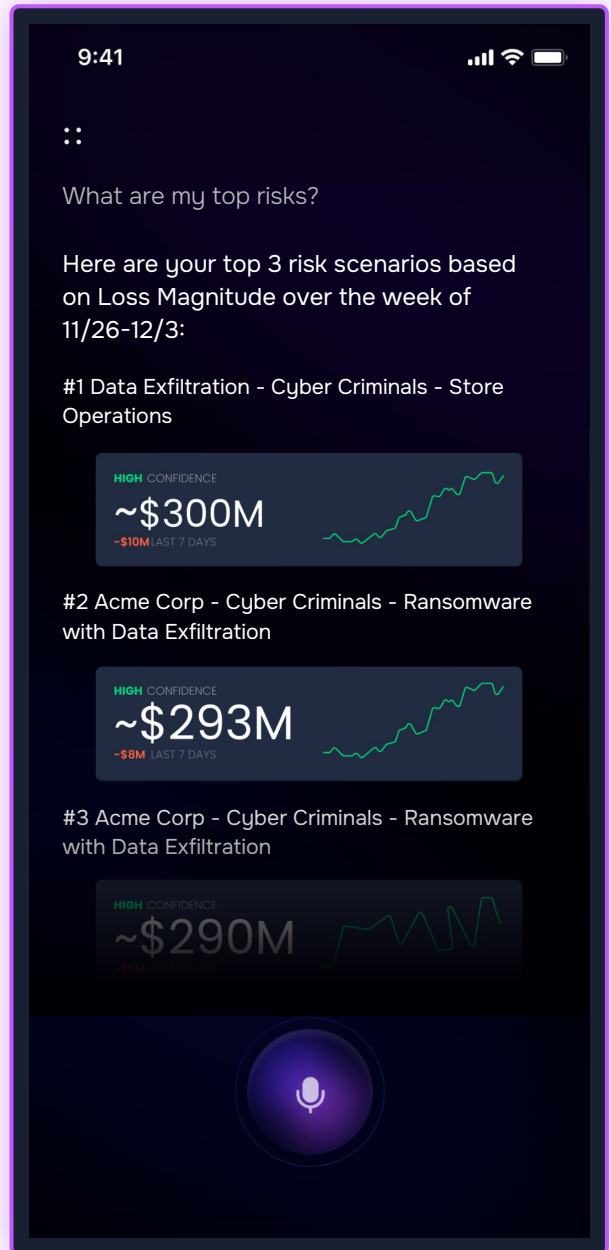 9:41
What are my top risks?
Here are your top 3 risk scenarios based
on Loss Magnitude over the week of
11/26-12/3:
#1 Data Exfiltration - Cyber Criminals - Store
Operations
HIGH CONFIDENCE
~$300M
-$10M LAST 7 DAYS
#2 Acme Corp - Cyber Criminals - Ransomware
with Data Exfiltration
HIGH CONFIDENCE
~$293M
-$8M LAST 7 DAYS
#3 Acme Corp - Cyber Criminals - Ransomware
with Data Exfiltration
HIGH CONFIDENCE
~$290M